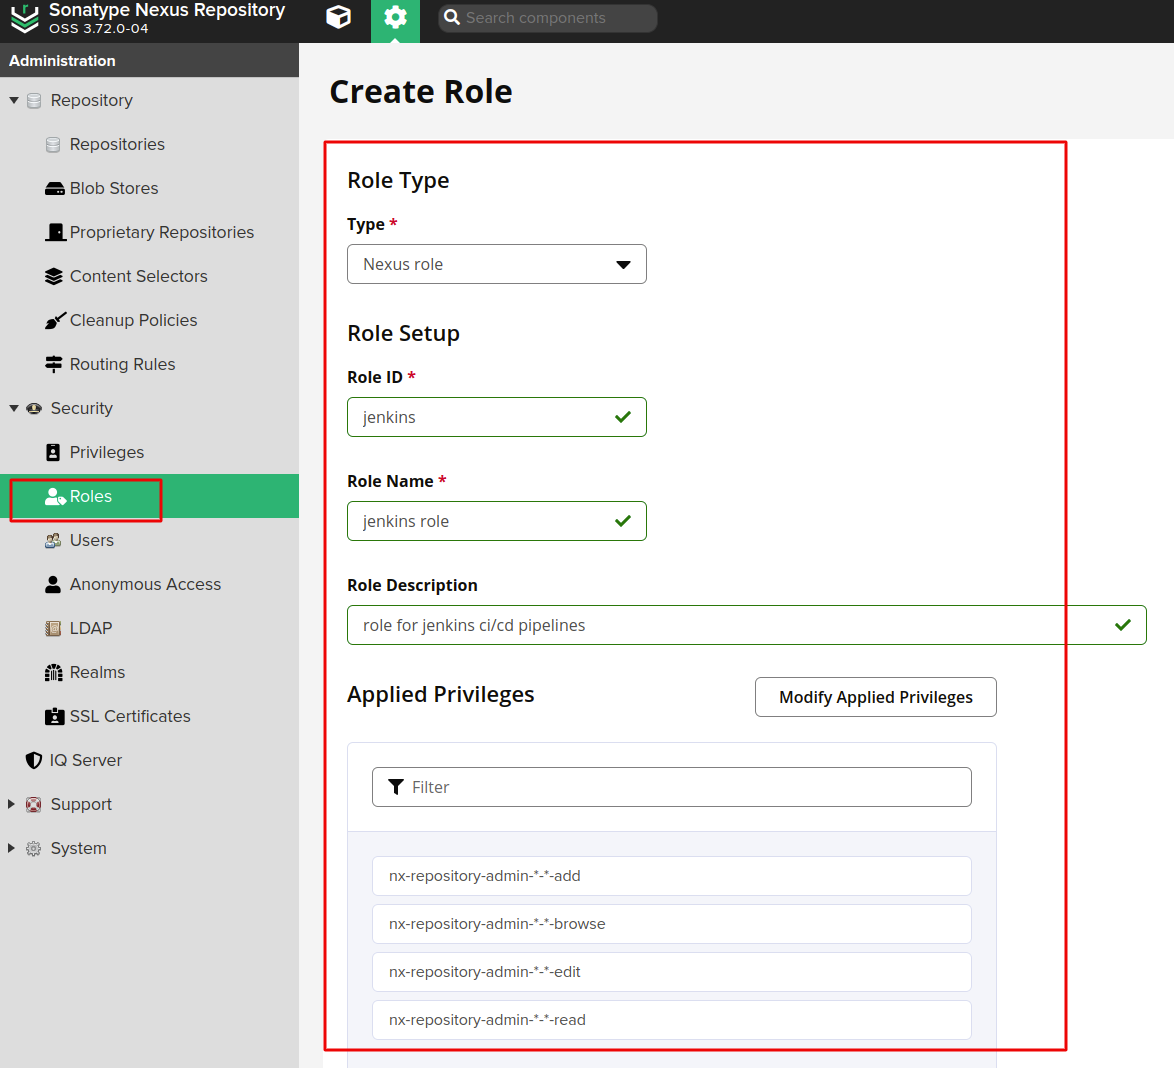 Sonatype Nexus Repository
OSS 3.72.0-04
Search components
Administration
Repository
Repositories
Blob Stores
Proprietary Repositories
Content Selectors
Cleanup Policies
Routing Rules
Security
Privileges
Roles
Users
Anonymous Access
LDAP
Realms
SSL Certificates
IQ Server
Support
System
Create Role
Role Type
Type *
Nexus role
Role Setup
Role ID *
jenkins
Role Name *
jenkins role
Role Description
role for jenkins ci/cd pipelines
Applied Privileges
Modify Applied Privileges
Filter
nx-repository-admin-*-*-add
nx-repository-admin-*-*-browse
nx-repository-admin-*-*-edit
nx-repository-admin-*-*-read